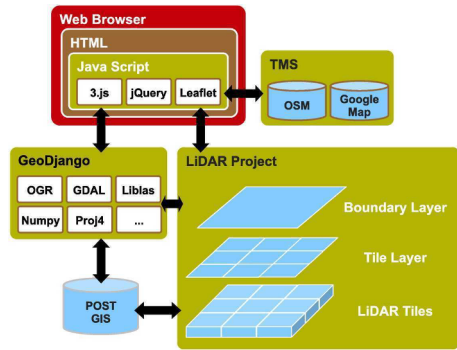 Web Browser
HTML
Java Script
3.js jQuery Leaflet
TMS
OSM
Google
Map
GeoDjango
OGR GDAL Liblas
Numpy Proj4 ...
LiDAR Project
Boundary Layer
Tile Layer
LiDAR Tiles
POST
GIS